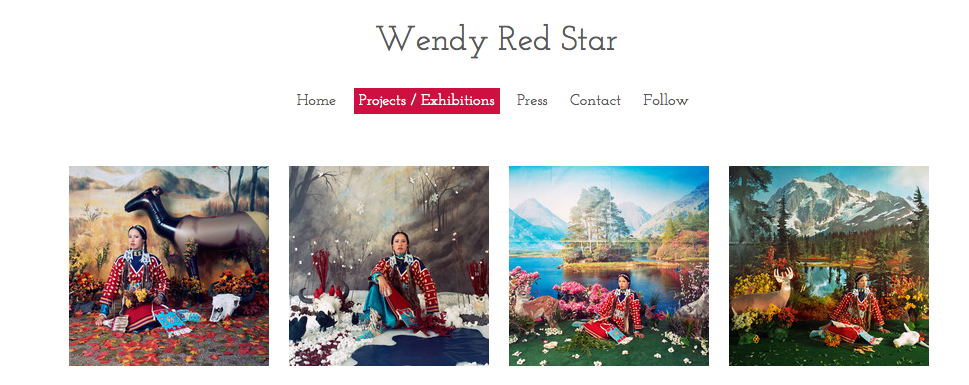 Wendy Red Star
Home Projects / Exhibitions Press Contact Follow